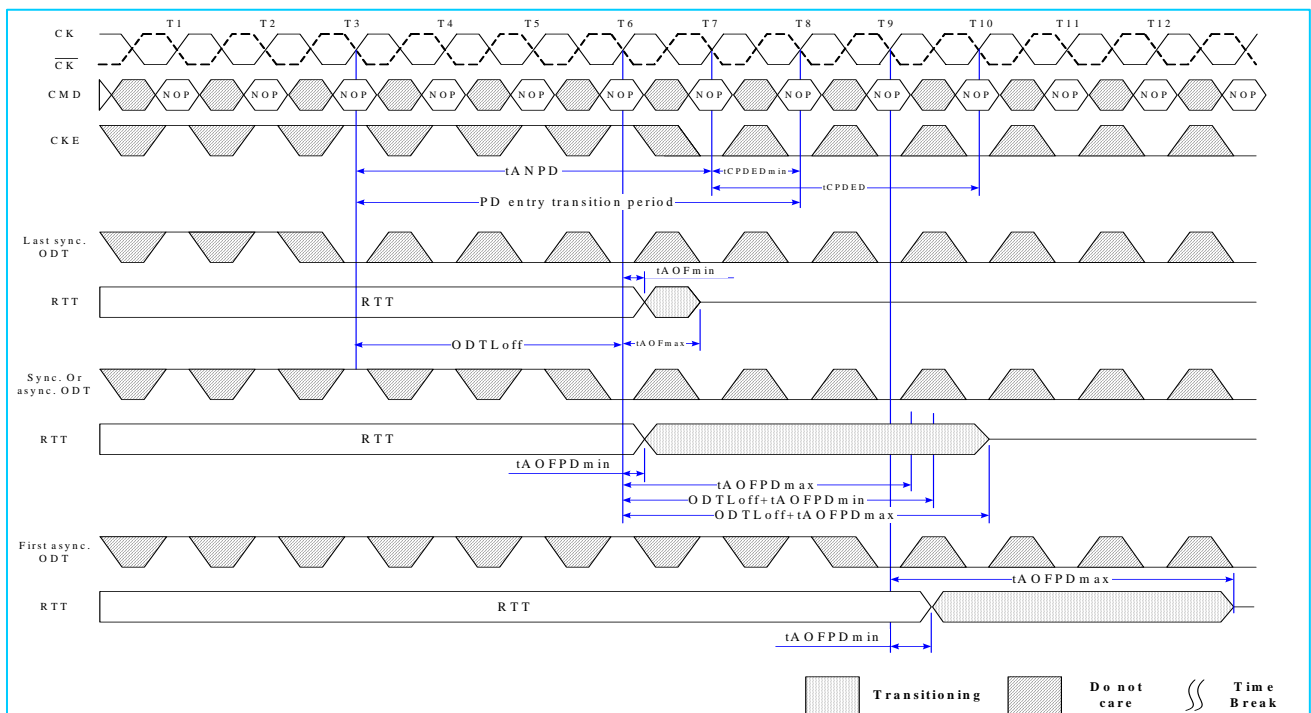 T1 T2 T3 T4 T5 T6 T7 T8 T9 T10 T11 T12
CK
CK
CMD NOP NOP NOP NOP NOP NOP NOP NOP NOP NOP NOP NOP NOP
CKE
tANPD tCPDEDmin
tCPDED
PD entry transition period
Last sync.
ODT
tAOFmin
RTT RTT
ODTLoff tAOFmax
Sync. Or
async. ODT
RTT RTT
tAOFPDmin
tAOFPDmax
ODTLoff+tAOFPDmin
ODTLoff+tAOFPDmax
First async.
ODT
tAOFPDmax
RTT RTT
tAOFPDmin
Transitioning Do not care Time Break